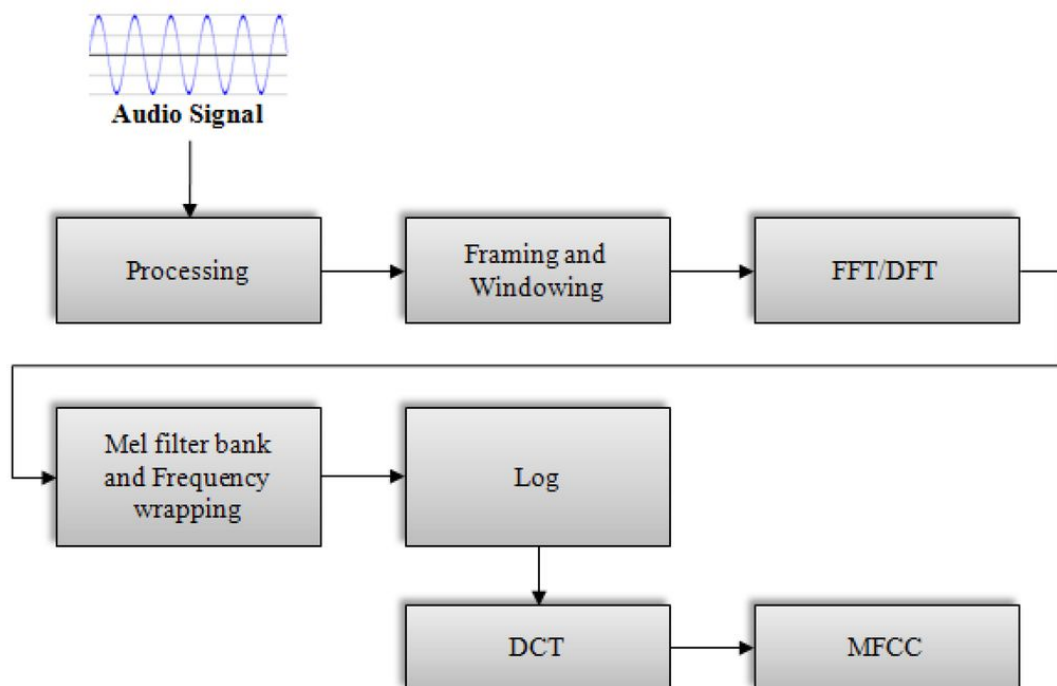 Audio Signal
Processing
Framing and
Windowing
FFT/DFT
Mel filter bank
and Frequency
wrapping
Log
DCT
MFCC